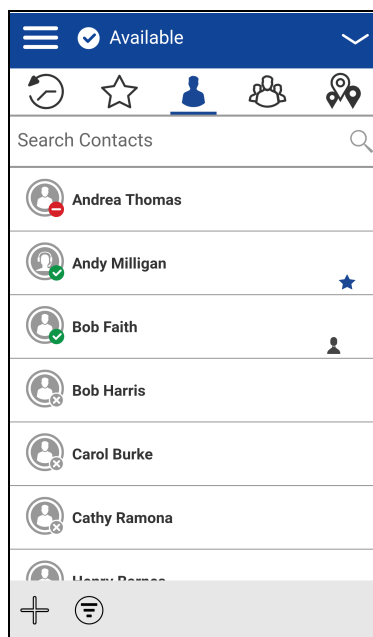 Available
Search Contacts
Andrea Thomas
Andy Milligan
Bob Faith
Bob Harris
Carol Burke
Cathy Ramona